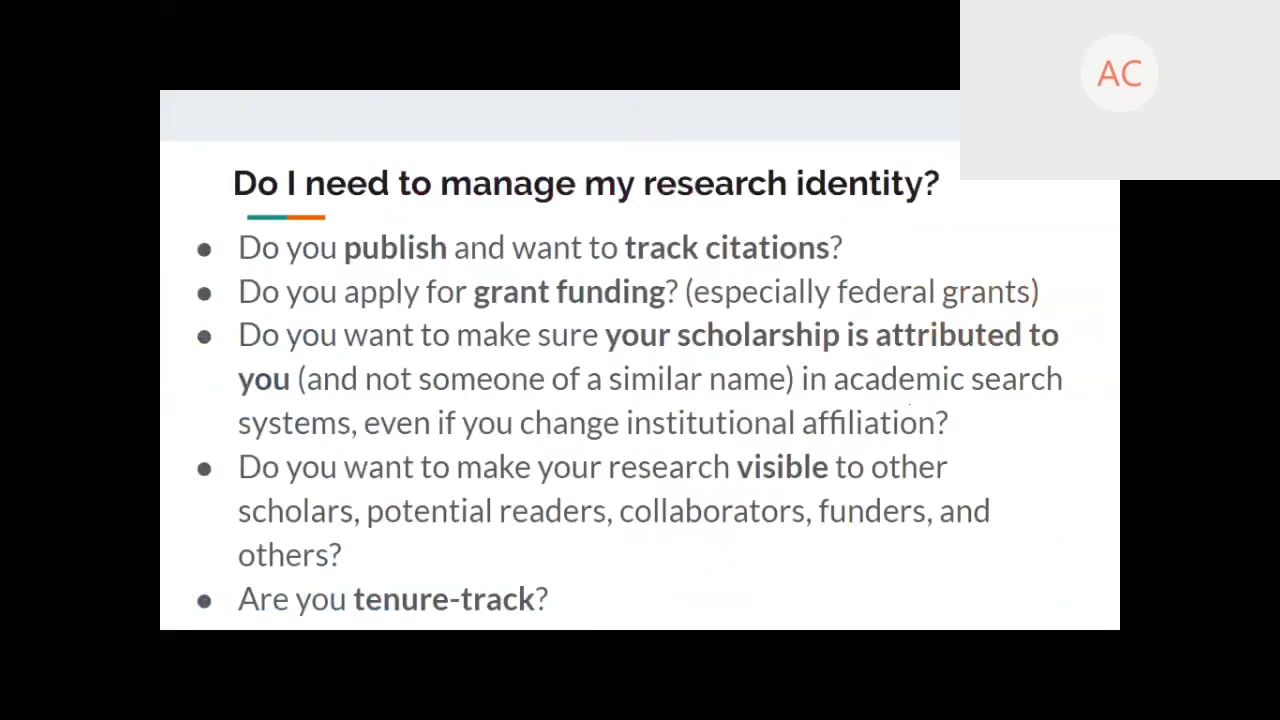 AC
Do I need to manage my research identity?
● Do you publish and want to track citations?
● Do you apply for grant funding? (especially federal grants)
● Do you want to make sure your scholarship is attributed to
you (and not someone of a similar name) in academic search
systems, even if you change institutional affiliation?
● Do you want to make your research visible to other
scholars, potential readers, collaborators, funders, and
others?
● Are you tenure-track?